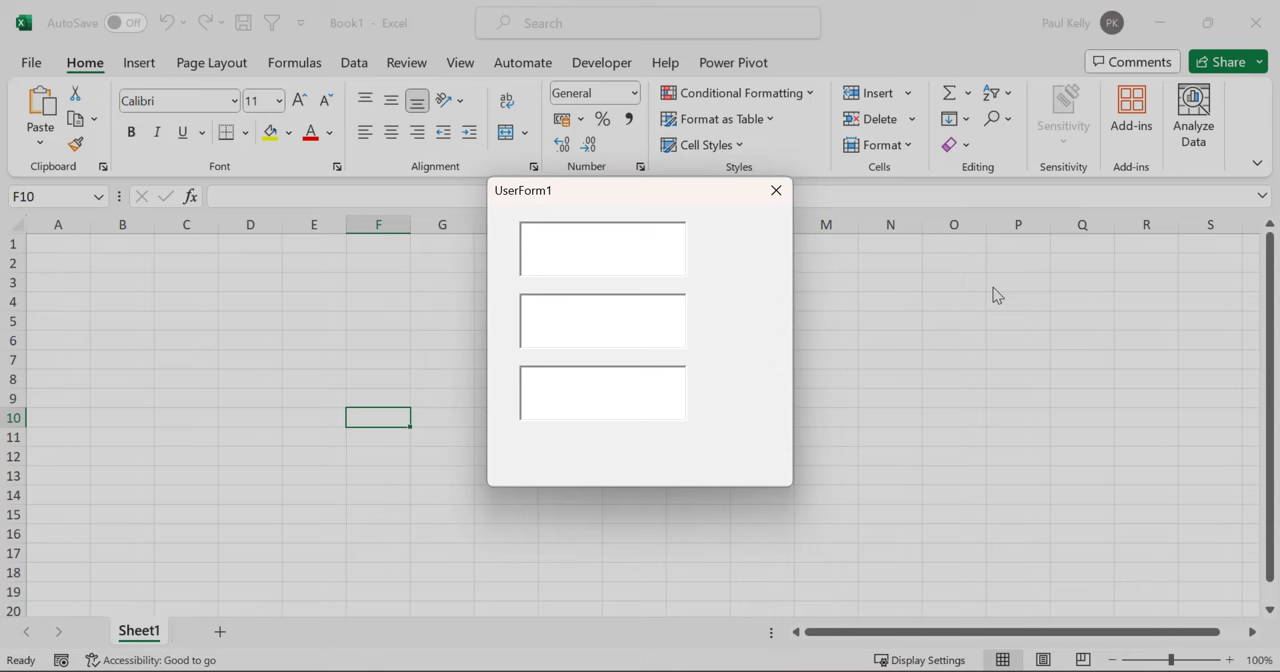 AutoSave Off Book1 - Excel Search Paul Kelly PK
File Home Insert Page Layout Formulas Data Review View Automate Developer Help Power Pivot Comments Share
Paste Calibri 11 General Conditional Formatting Insert Sensitivity Add-ins Analyze Data
B I U % , Format as Table Delete
Cell Styles Format
Clipboard Font Alignment Number Styles Cells Editing Sensitivity Add-ins
UserForm1
F10 fx
A B C D E F G M N O P Q R S
1
2
3
4
5
6
7
8
9
10
11
12
13
14
15
16
17
18
19
20
Sheet1
Ready Accessibility: Good to go Display Settings 100%